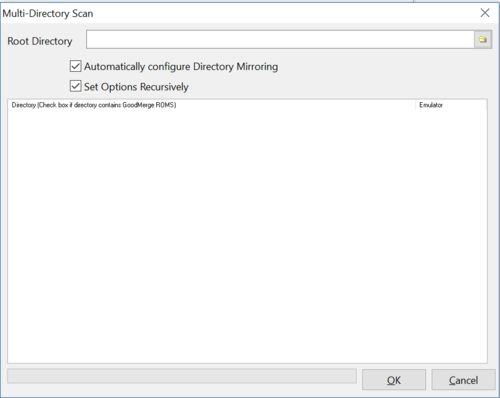 Multi-Directory Scan
Root Directory
Automatically configure Directory Mirroring
Set Options Recursively
Directory (Check box if directory contains GoodMerge ROMS) Emulator
OK Cancel